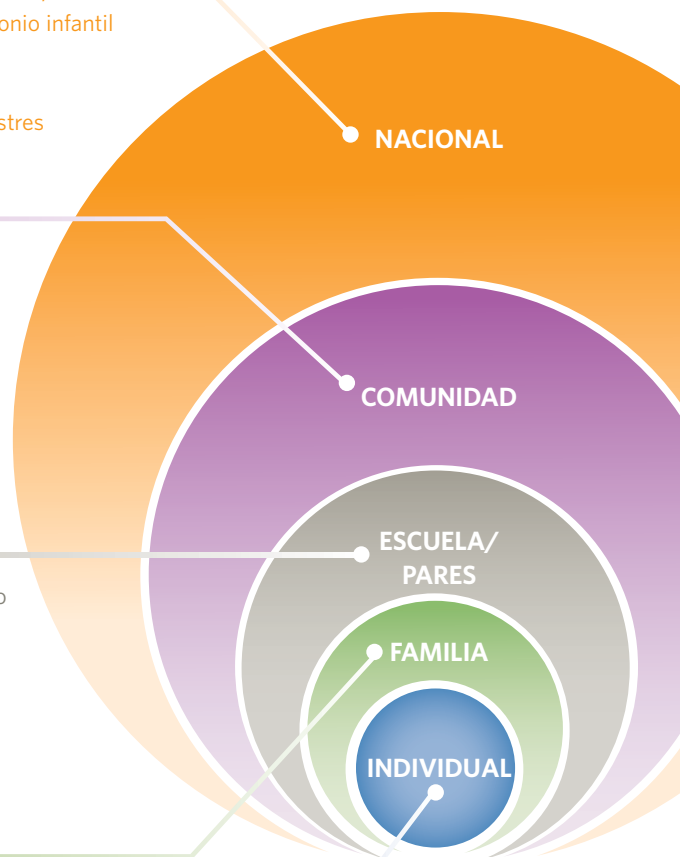 onio infantil
stres
NACIONAL
COMUNIDAD
ESCUELA/
PARES
o
FAMILIA
INDIVIDUAL